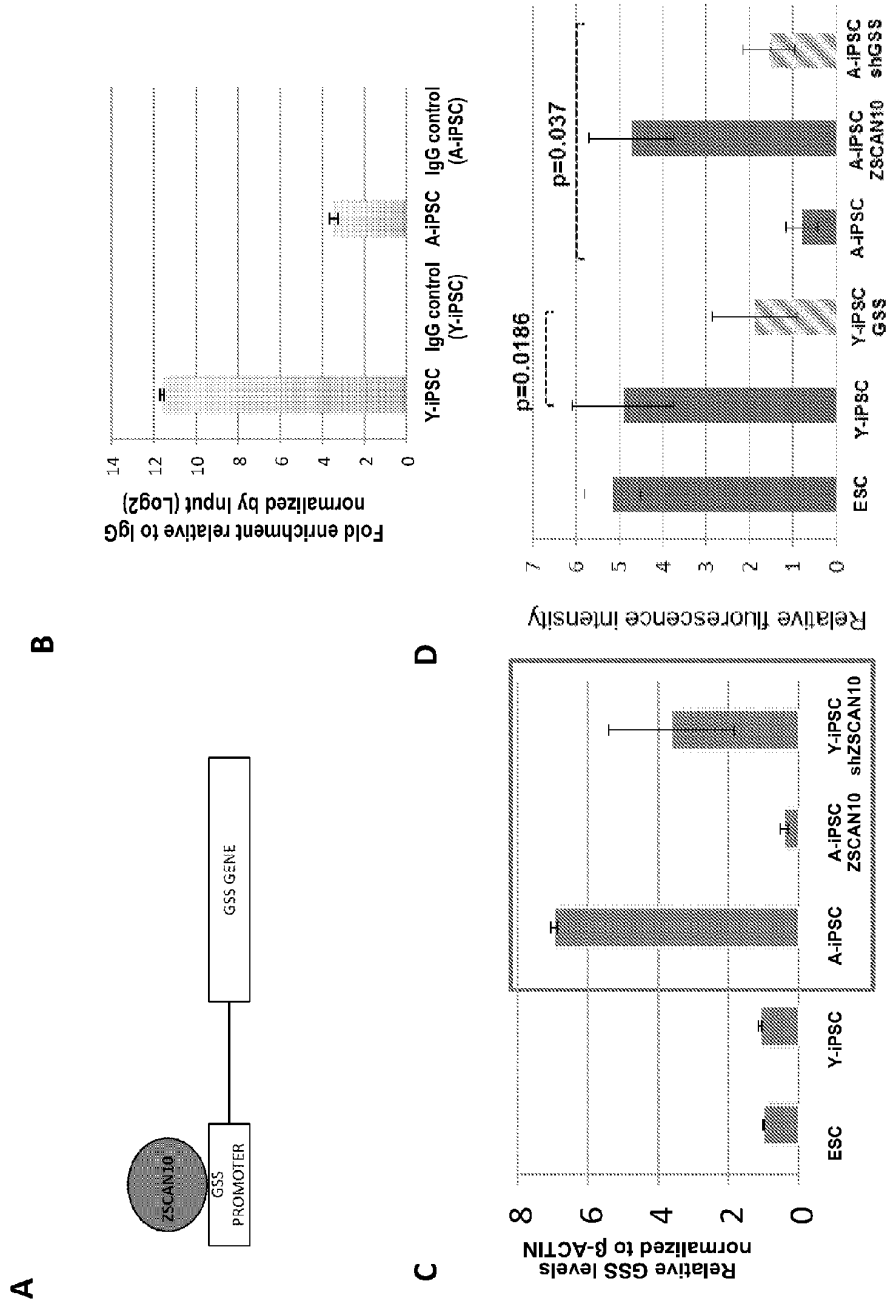 A
ZSCAN10
GSS
PROMOTER
GSS GENE
B
Fold enrichment relative to IgG
normalized by Input (Log2)
14
12
10
8
6
4
2
0
Y-iPSC
IgG control
(Y-iPSC)
A-iPSC
IgG control
(A-iPSC)
C
Relative GSS levels
normalized to β-ACTIN
8
6
4
2
0
ESC
Y-iPSC
A-iPSC
A-iPSC
ZSCAN10
Y-iPSC
shZSCAN10
D
Relative fluorescence intensity
7
6
5
4
3
2
1
0
p=0.0186
p=0.037
ESC
Y-iPSC
Y-iPSC
GSS
A-iPSC
A-iPSC
ZSCAN10
A-iPSC
shGSS